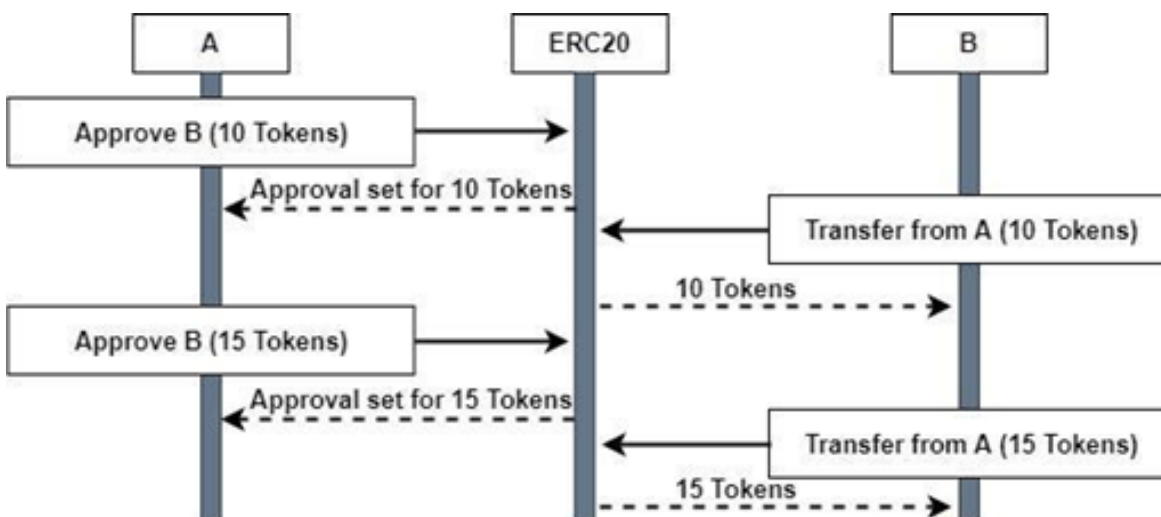 A
ERC20
B
Approve B (10 Tokens)
Approval set for 10 Tokens
Transfer from A (10 Tokens)
10 Tokens
Approve B (15 Tokens)
Approval set for 15 Tokens
Transfer from A (15 Tokens)
15 Tokens